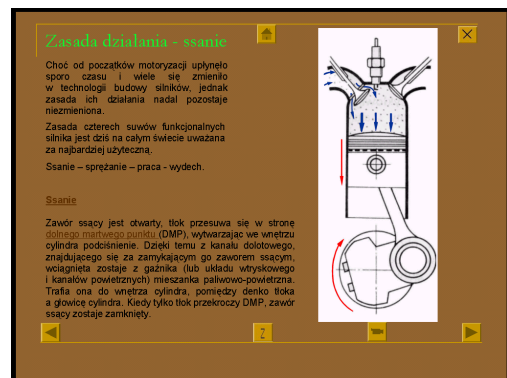 Zasada działania - ssanie
Choć od początków motoryzacji upłynęło
sporo czasu i wiele się zmieniło
w technologii budowy silników, jednak
zasada ich działania nadal pozostaje
niezmieniona.
Zasada czterech suwów funkcjonalnych
silnika jest dziś na całym świecie uważana
za najbardziej użyteczną.
Ssanie – sprężanie – praca - wydech.
Ssanie
Zawór ssący jest otwarty, tłok przesuwa się w stronę
dolnego martwego punktu (DMP), wytwarzając we wnętrzu
cylindra podciśnienie. Dzięki temu z kanału dolotowego,
znajdującego się za zamykającym go zaworem ssącym,
wciągnięta zostaje z gaźnika (lub układu wtryskowego
i kanałów powietrznych) mieszanka paliwowo-powietrzna.
Trafia ona do wnętrza cylindra, pomiędzy denko tłoka
a głowicę cylindra. Kiedy tylko tłok przekroczy DMP, zawór
ssący zostaje zamknięty.
Z